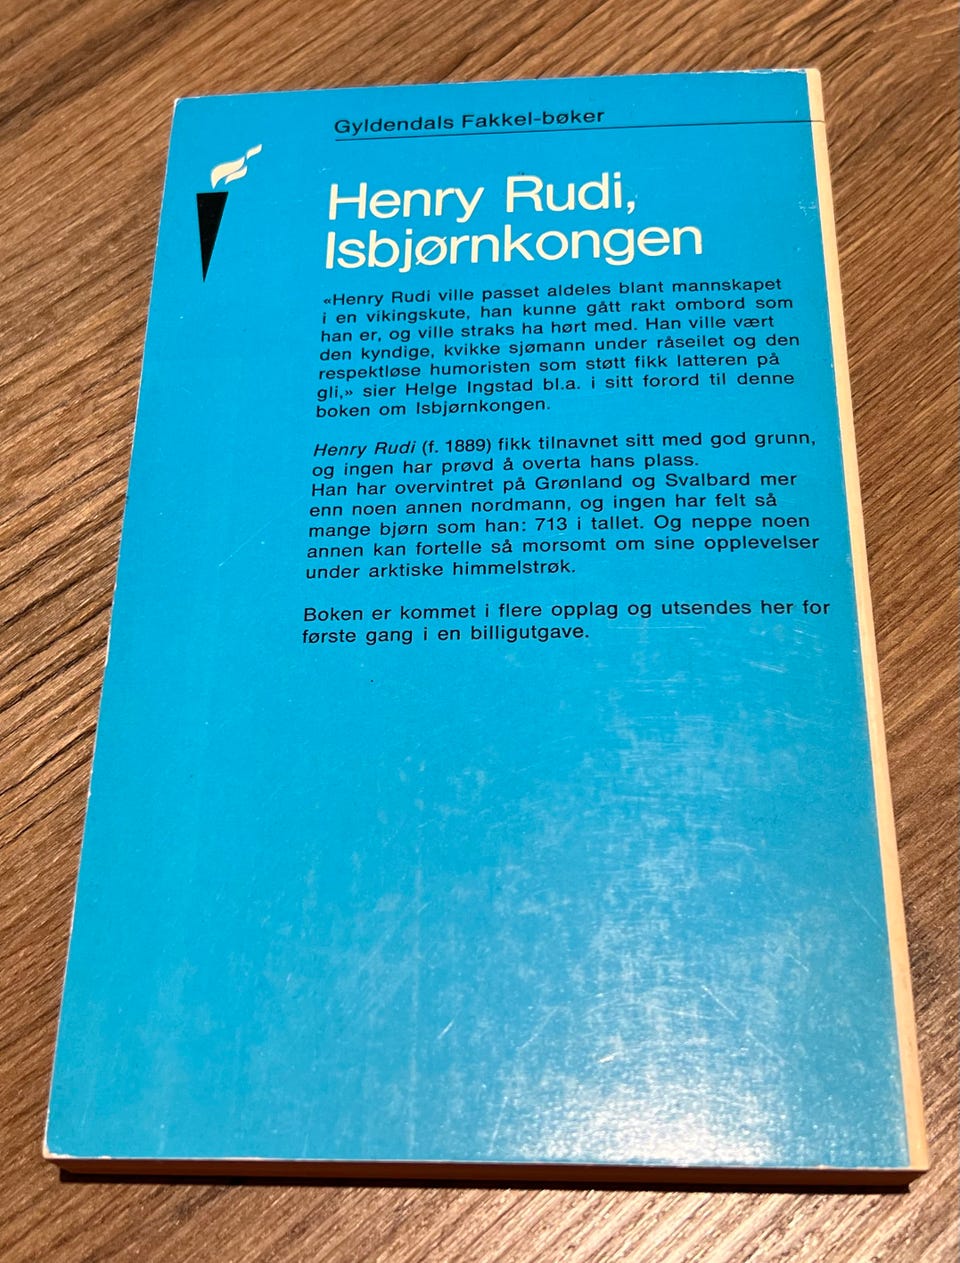 Gyldendals Fakkel-bøker
Henry Rudi,
Isbjørnkongen
«Henry Rudi ville passet aldeles blant mannskapet
i en vikingskute, han kunne gått rakt ombord som
han er, og ville straks ha hørt med. Han ville vært
den kyndige, kvikke sjømann under råseilet og den
respektløse humoristen som støtt fikk latteren på
gli,» sier Helge Ingstad bl.a. i sitt forord til denne
boken om Isbjørnkongen.
Henry Rudi (f. 1889) fikk tilnavnet sitt med god grunn,
og ingen har prøvd å overta hans plass.
Han har overvintret på Grønland og Svalbard mer
enn noen annen nordmann, og ingen har felt så
mange bjørn som han: 713 i tallet. Og neppe noen
annen kan fortelle så morsomt om sine opplevelser
under arktiske himmelstrøk.
Boken er kommet i flere opplag og utsendes her for
første gang i en billigutgave.